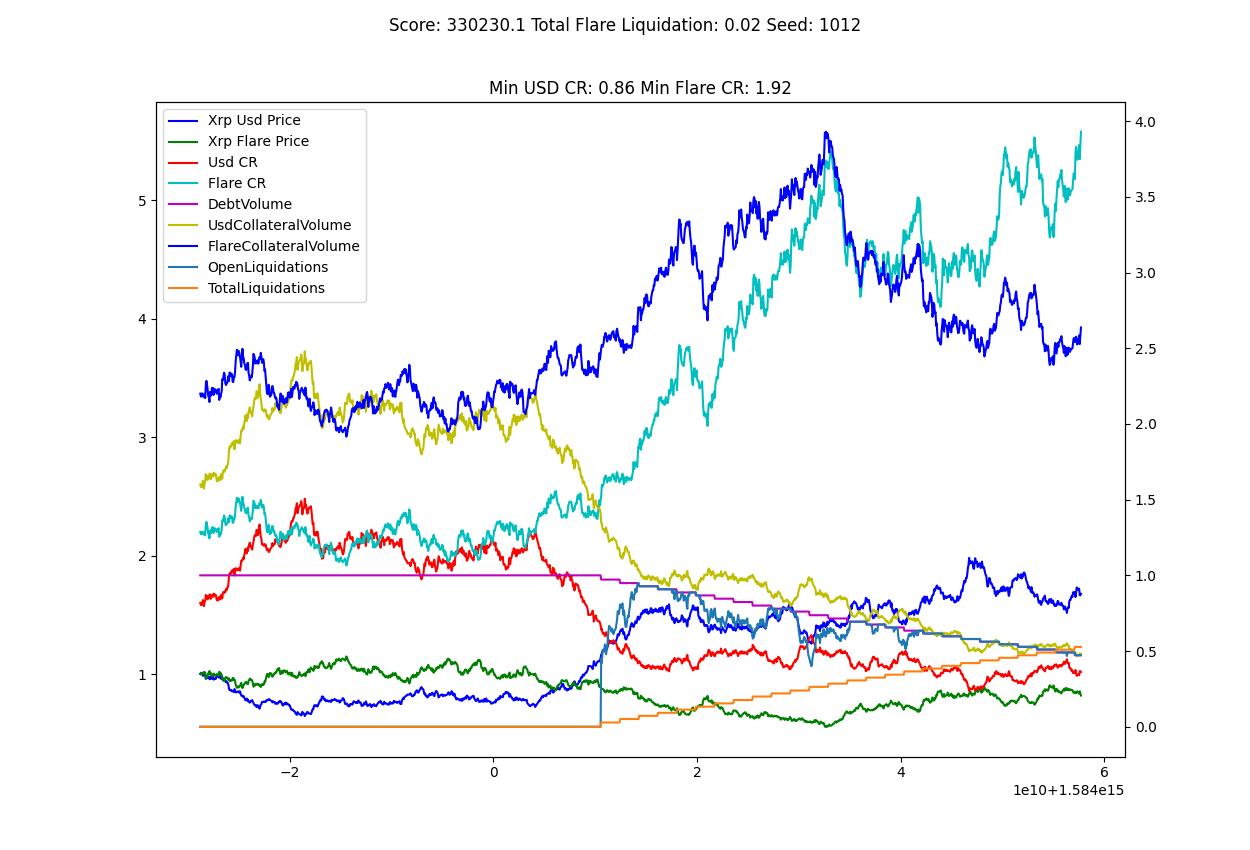 Score: 330230.1 Total Flare Liquidation: 0.02 Seed: 1012
Min USD CR: 0.86 Min Flare CR: 1.92
Xrp Usd Price
Xrp Flare Price
Usd CR
Flare CR
DebtVolume
UsdCollateralVolume
FlareCollateralVolume
OpenLiquidations
TotalLiquidations
5
4
3
2
1
4.0
3.5
3.0
2.5
2.0
1.5
1.0
0.5
0.0
−2
0
2
4
6
1e10+1.584e15